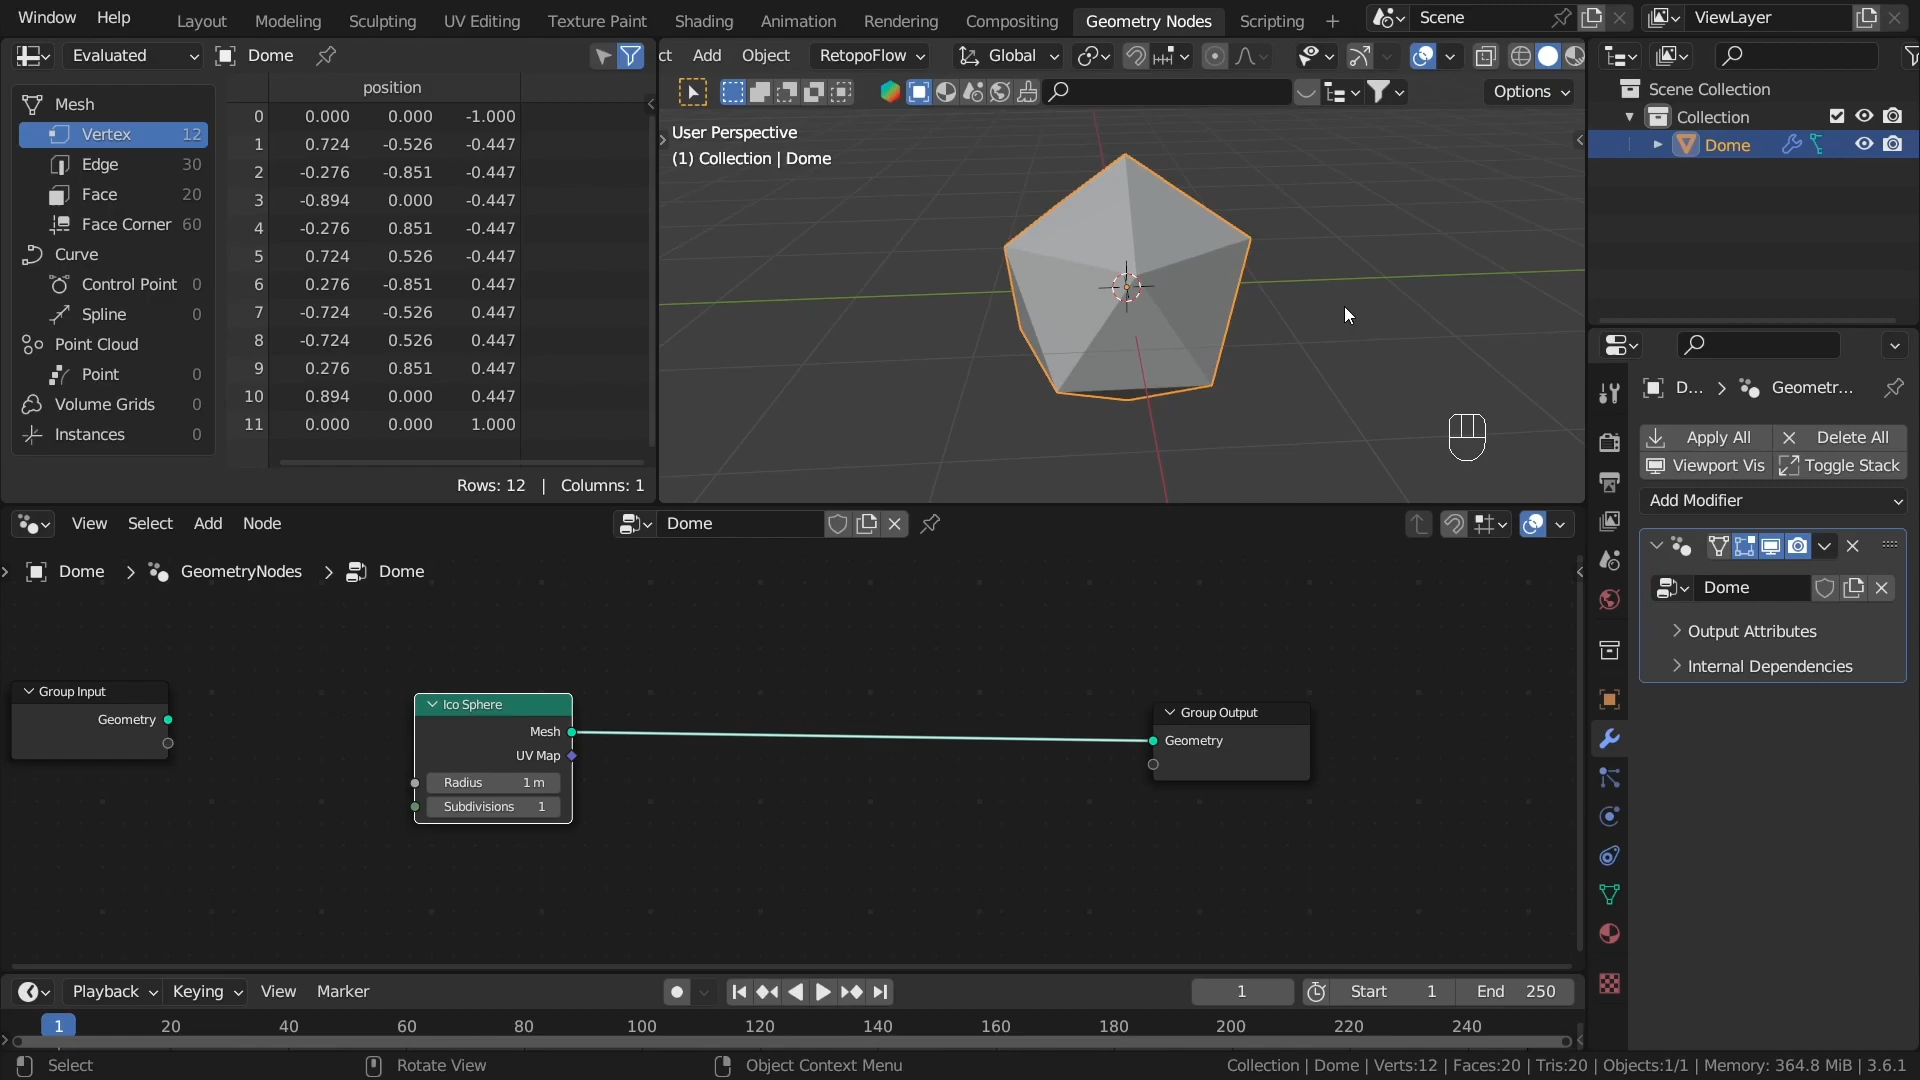 Window Help Layout Modeling Sculpting UV Editing Texture Paint Shading Animation Rendering Compositing Geometry Nodes Scripting + Scene ViewLayer
Evaluated Dome
ct Add Object RetopoFlow Global
Options
position
Mesh
Vertex 12
Edge 30
Face 20
Face Corner 60
Curve
Control Point 0
Spline 0
Point Cloud
Point 0
Volume Grids 0
Instances 0
0 0.000 0.000 -1.000
1 0.724 -0.526 -0.447
2 -0.276 -0.851 -0.447
3 -0.894 0.000 -0.447
4 -0.276 0.851 -0.447
5 0.724 0.526 -0.447
6 0.276 -0.851 0.447
7 -0.724 -0.526 0.447
8 -0.724 0.526 0.447
9 0.276 0.851 0.447
10 0.894 0.000 0.447
11 0.000 0.000 1.000
Rows: 12 | Columns: 1
User Perspective
(1) Collection | Dome
Scene Collection
Collection
Dome
D... Geometr...
Apply All Delete All
Viewport Vis Toggle Stack
Add Modifier
Dome
Output Attributes
Internal Dependencies
View Select Add Node Dome
Dome GeometryNodes Dome
Group Input
Geometry
Ico Sphere
Mesh
UV Map
Radius 1 m
Subdivisions 1
Group Output
Geometry
Playback Keying View Marker 1 Start 1 End 250
1 20 40 60 80 100 120 140 160 180 200 220 240
Select Rotate View Object Context Menu Collection | Dome | Verts:12 | Faces:20 | Tris:20 | Objects:1/1 | Memory: 364.8 MiB | 3.6.1